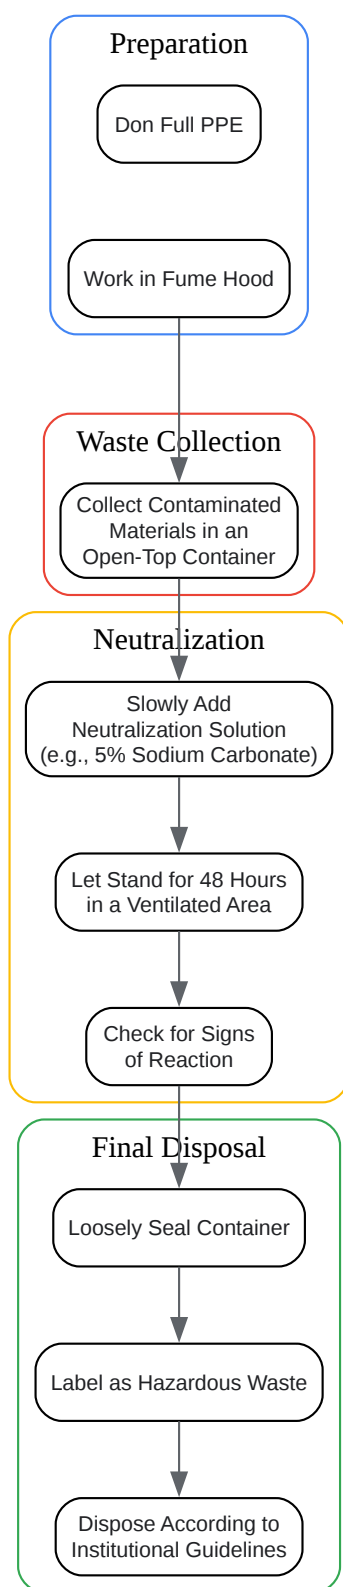 Preparation
Don Full PPE
Work in Fume Hood
Waste Collection
Collect Contaminated
Materials in an
Open-Top Container
Neutralization
Slowly Add
Neutralization Solution
(e.g., 5% Sodium Carbonate)
Let Stand for 48 Hours
in a Ventilated Area
Check for Signs
of Reaction
Final Disposal
Loosely Seal Container
Label as Hazardous Waste
Dispose According to
Institutional Guidelines